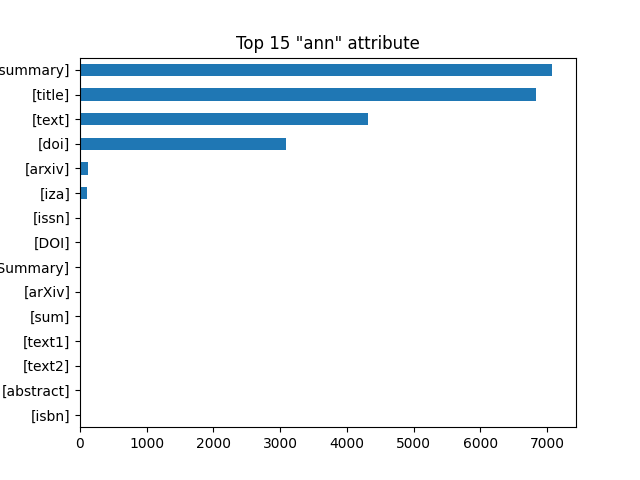 Top 15 "ann" attribute
summary]
[title]
[text]
[doi]
[arxiv]
[iza]
[issn]
[DOI]
Summary]
[arXiv]
[sum]
[text1]
[text2]
[abstract]
[isbn]
0 1000 2000 3000 4000 5000 6000 7000